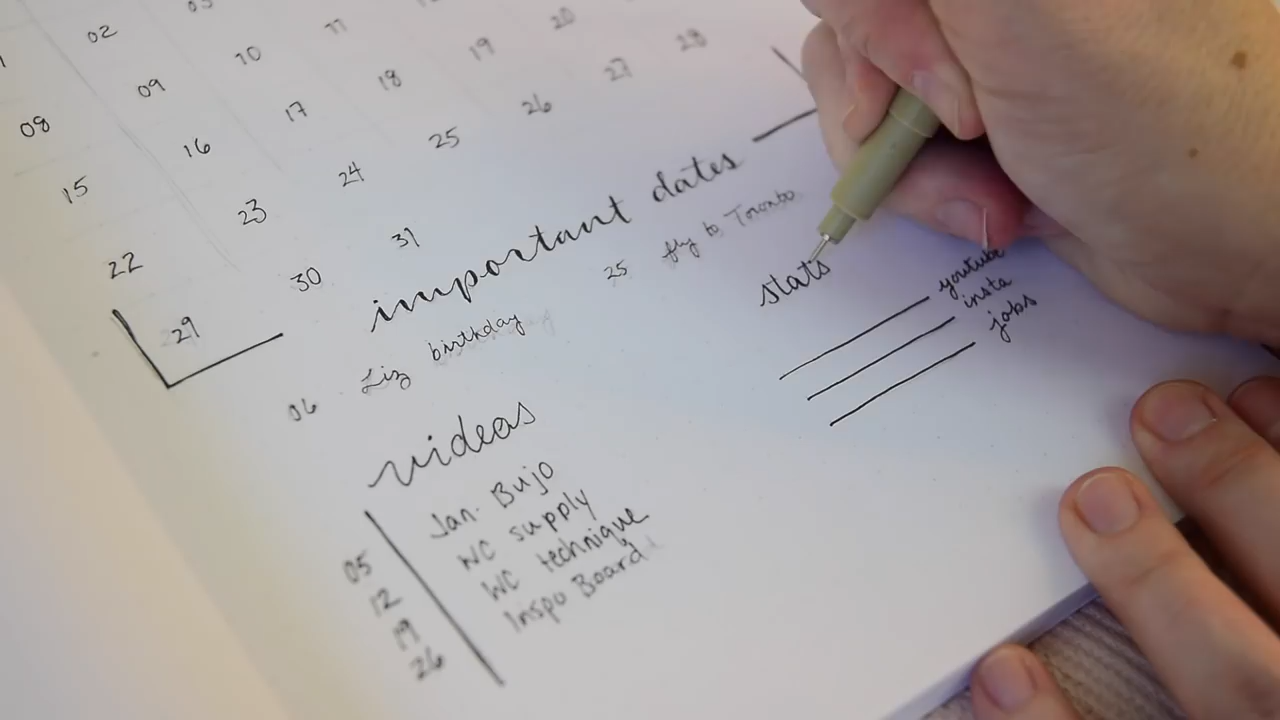 02 03
08 09 10 11
15 16 17 18 19 20
22 23 24 25 26 27 28
29 30 31
important dates
06 Liz birthday
25 fly to Toronto
videos
05 Jan. Bujo
12 WC supply
19 WC technique
26 Inspo Board
stats
youtube
insta
jobs